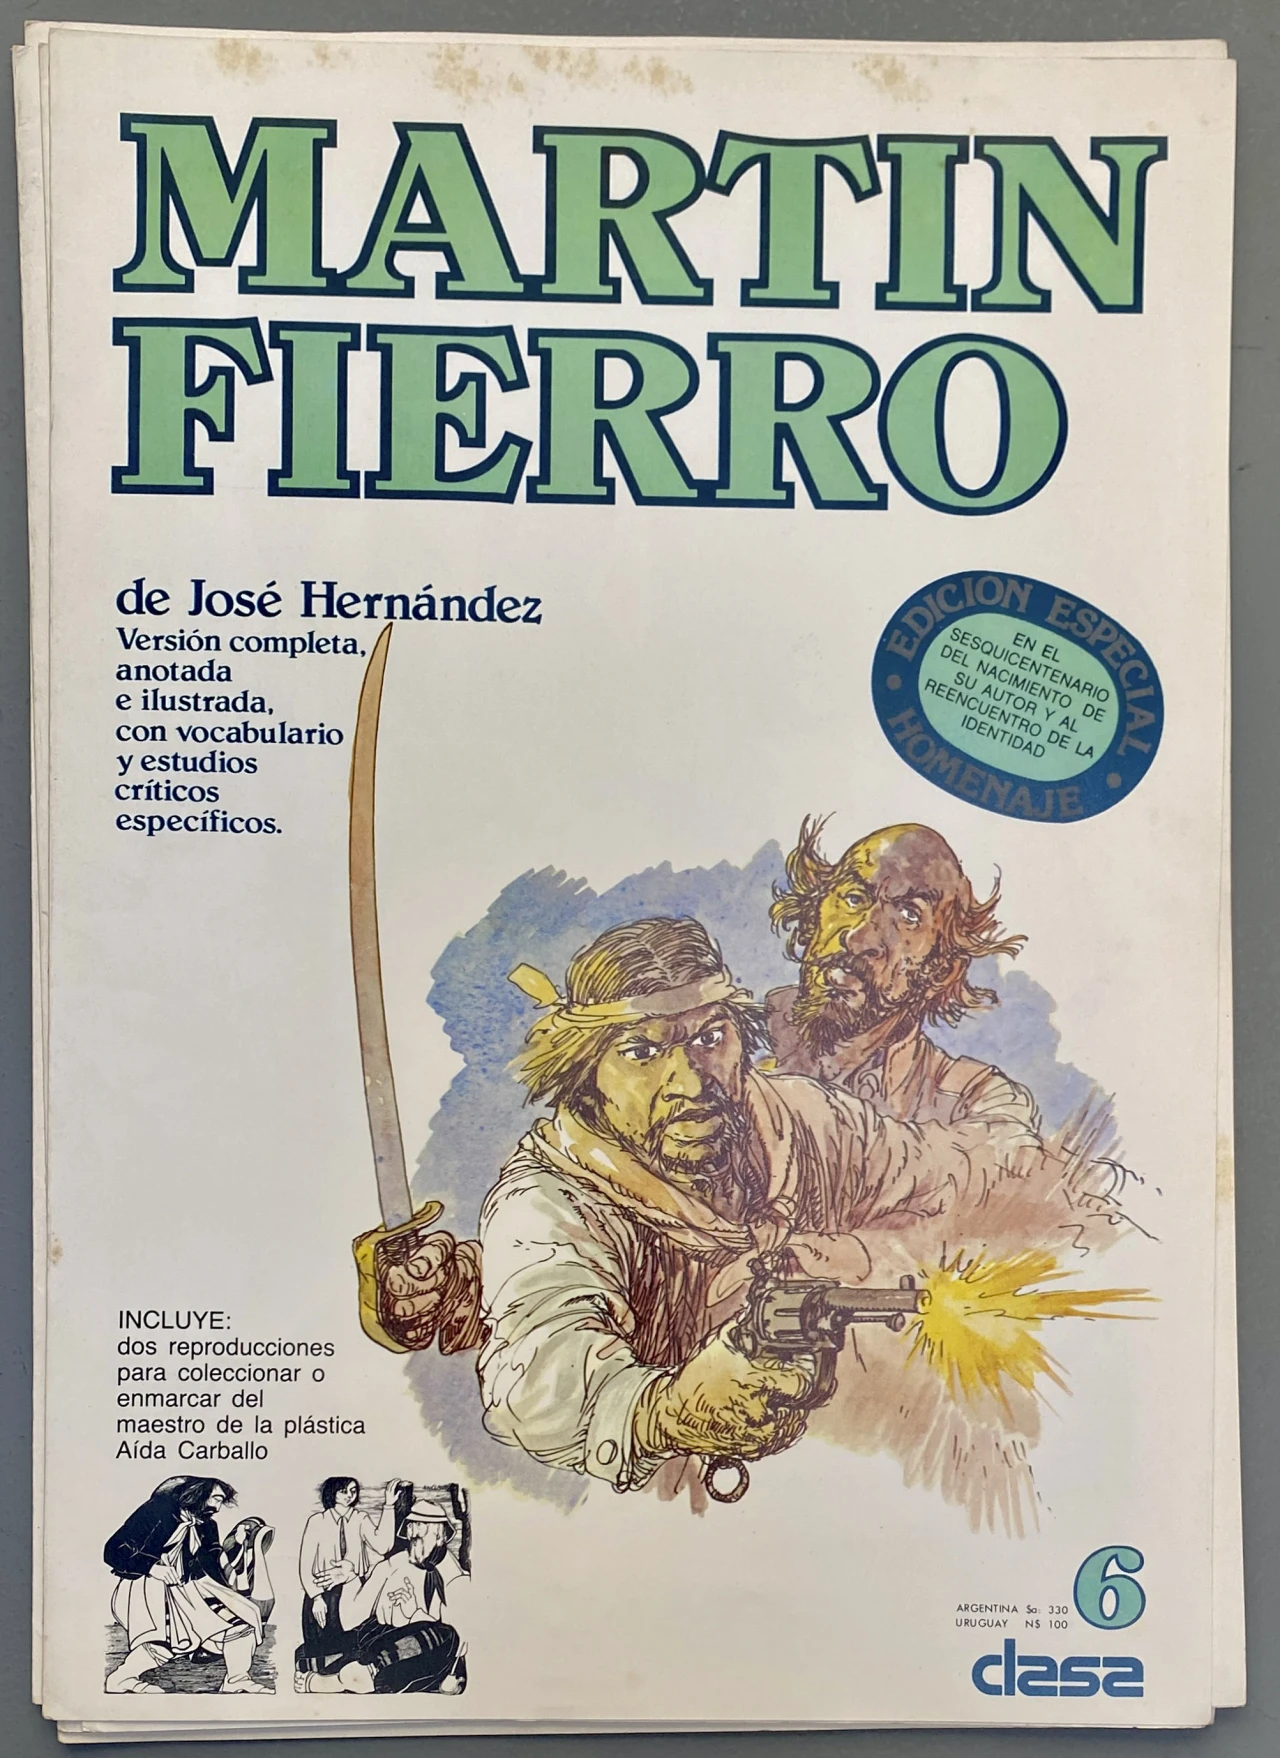 MARTIN
FIERRO
de José Hernández
Versión completa,
anotada
e ilustrada,
con vocabulario
y estudios
críticos
específicos.
EDICION ESPECIAL
EN EL
SESQUICENTENARIO
DEL NACIMIENTO DE
SU AUTOR Y AL
REENCUENTRO DE LA
IDENTIDAD
HOMENAJE
INCLUYE:
dos reproducciones
para coleccionar o
enmarcar del
maestro de la plástica
Aída Carballo
6
ARGENTINA $a: 330
URUGUAY N$ 100
clasa